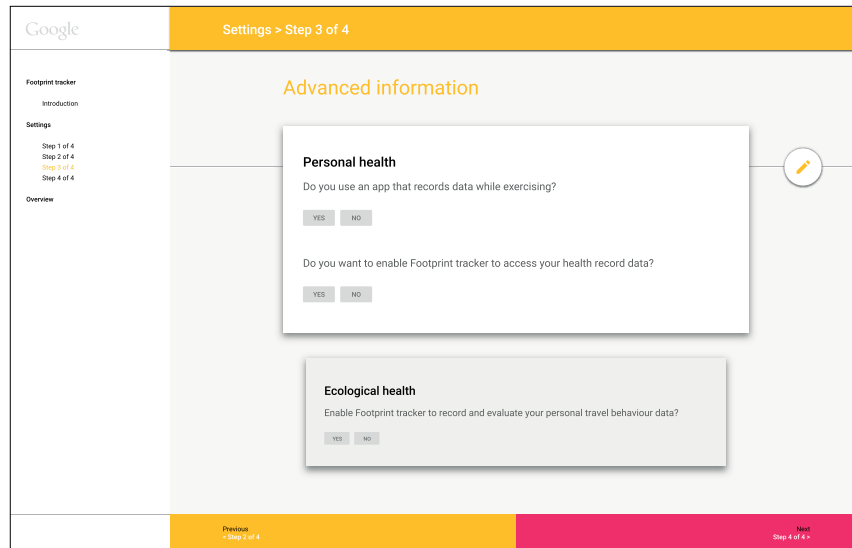 Google
Settings > Step 3 of 4
Footprint tracker
Introduction
Settings
Step 1 of 4
Step 2 of 4
Step 3 of 4
Step 4 of 4
Overview
Advanced information
Personal health
Do you use an app that records data while exercising?
YES NO
Do you want to enable Footprint tracker to access your health record data?
YES NO
Ecological health
Enable Footprint tracker to record and evaluate your personal travel behaviour data?
YES NO
Previous
< Step 2 of 4
Next
Step 4 of 4 >